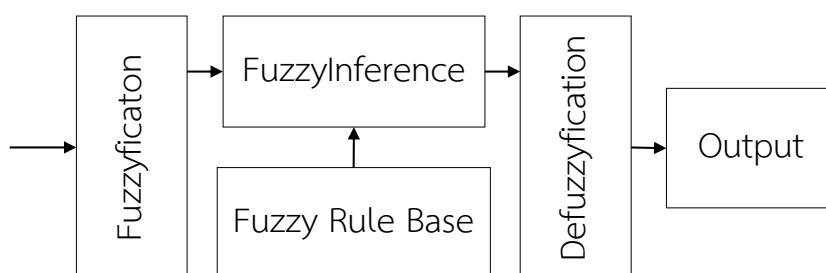 Fuzzyficaton
FuzzyInference
Fuzzy Rule Base
Defuzzyfication
Output